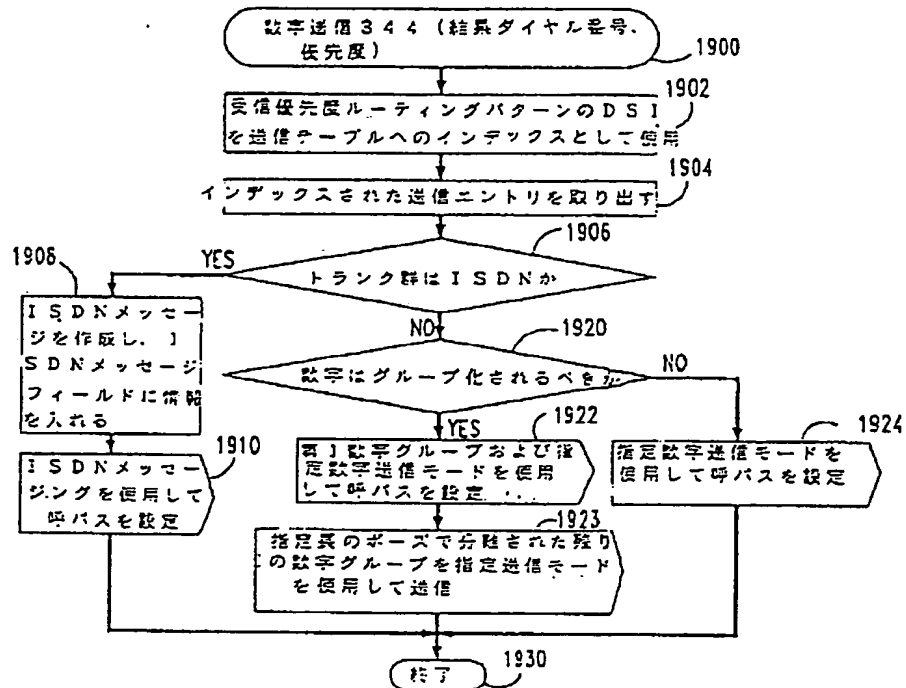 数字送信344(結果ダイヤル番号、
優先度)
1900
受信優先度ルーティングパターンのDSI
を送信テーブルへのインデックスとして使用
1902
インデックスされた送信エントリを取り出す
1904
トランク群はISDNか
1906
YES
NO
1908
ISDNメッセー
ジを作成し、I
SDNメッセージ
フィールドに情報
を入れる
1910
ISDNメッセー
ジングを使用して
呼パスを設定
数字はグループ化されるべきか
1920
YES
NO
1922
第1数字グループおよび指
定数字送信モードを使用
して呼パスを設定
1924
指定数字送信モードを
使用して呼パスを設定
1923
指定長のポーズで分離された残り
の数字グループを指定送信モード
を使用して送信
終了
1930